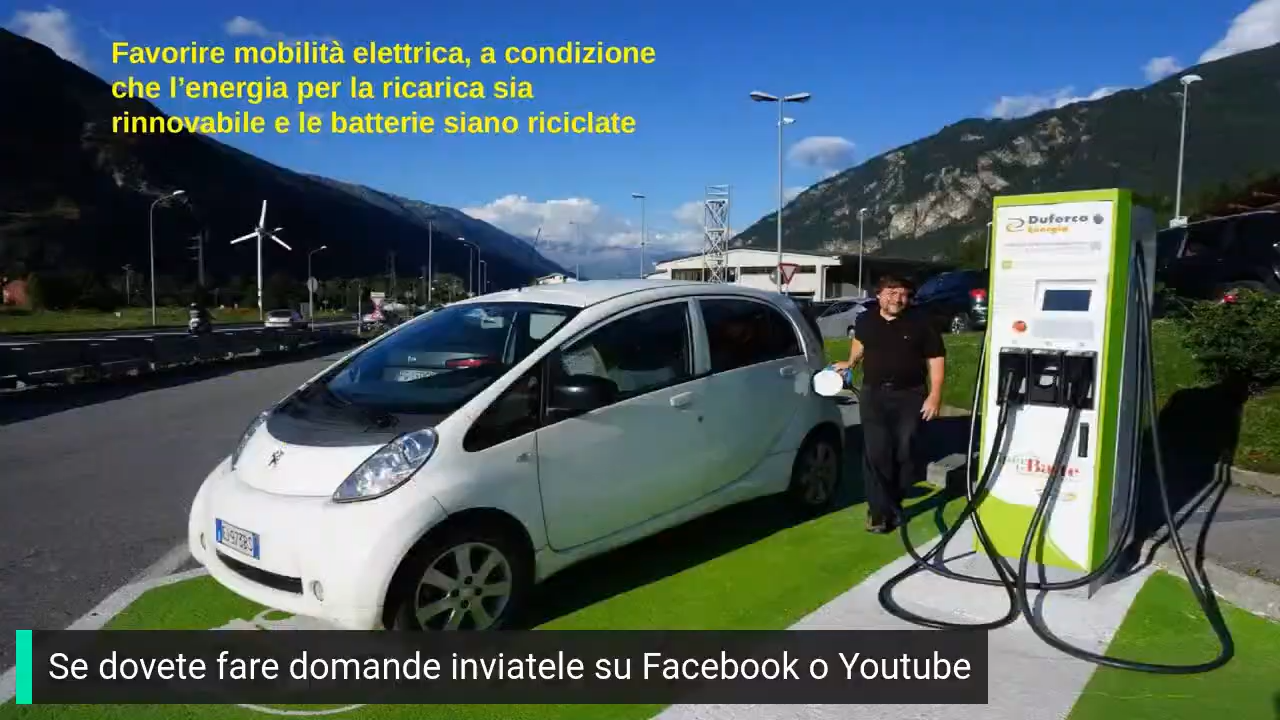 Favorire mobilità elettrica, a condizione
che l’energia per la ricarica sia
rinnovabile e le batterie siano riciclate
Duferco
Energia
Se dovete fare domande inviatele su Facebook o Youtube